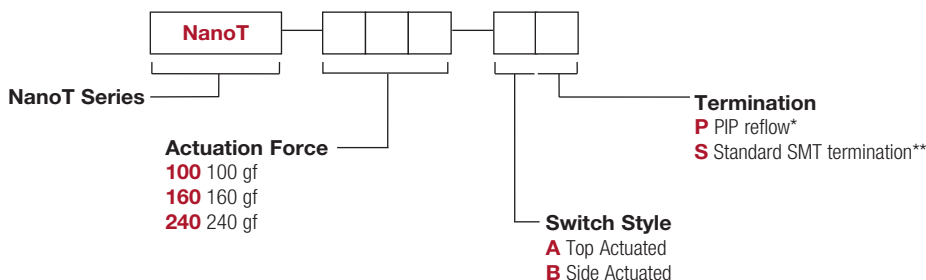 NanoT
NanoT Series
Actuation Force
100 100 gf
160 160 gf
240 240 gf
Switch Style
A Top Actuated
B Side Actuated
Termination
P PIP reflow*
S Standard SMT termination**